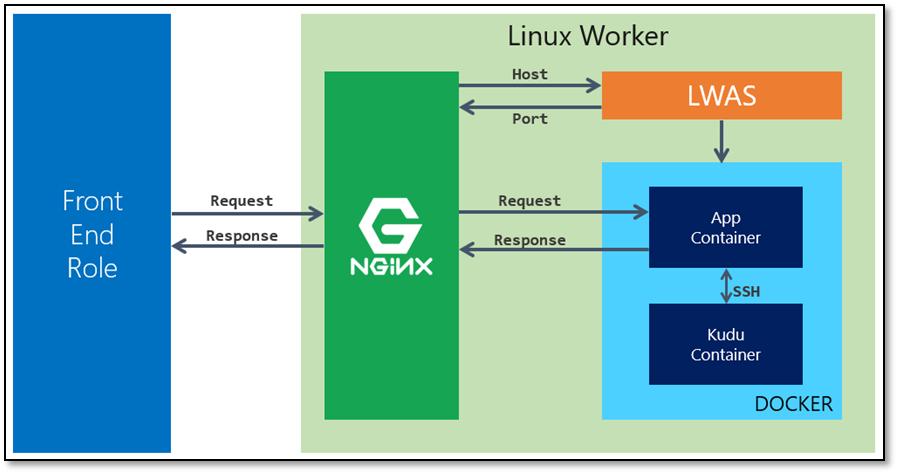 Linux Worker
Front
End
Role
Request
Response
NGiNX
Host
Port
LWAS
Request
Response
App
Container
SSH
Kudu
Container
DOCKER